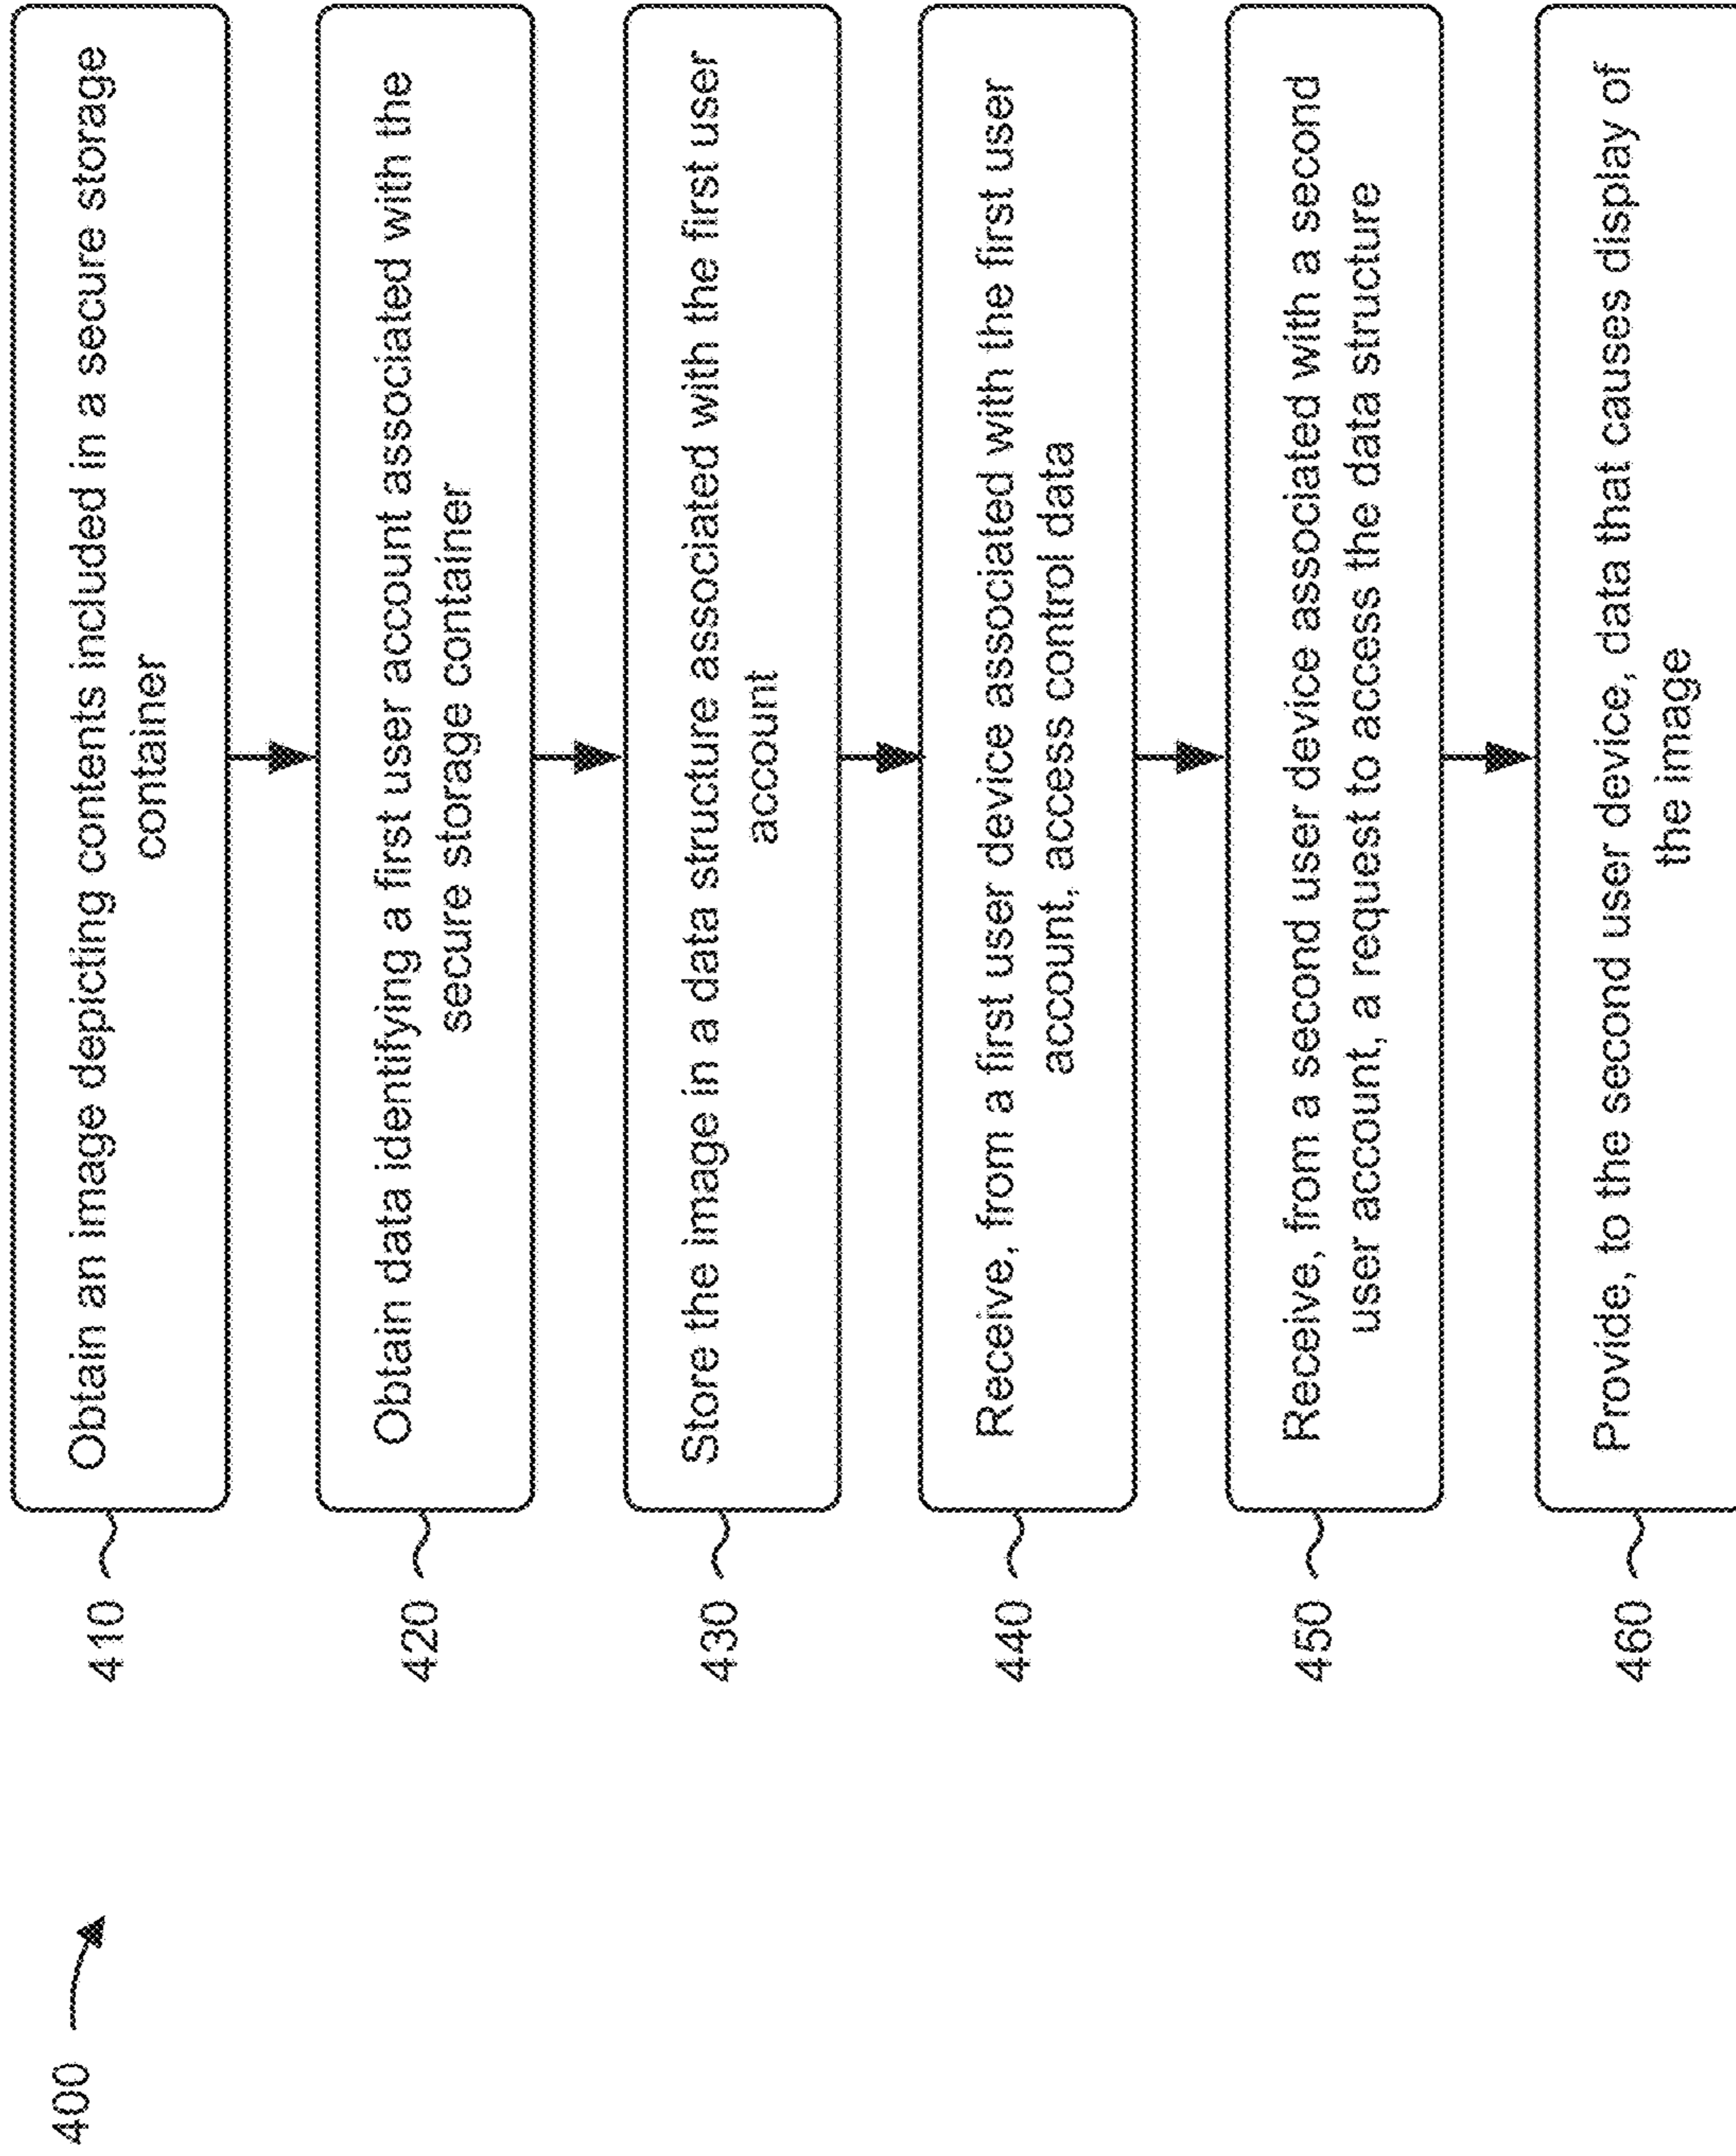 400
410
Obtain an image depicting contents included in a secure storage
container
420
Obtain data identifying a first user account associated with the
secure storage container
430
Store the image in a data structure associated with the first user
account
440
Receive, from a first user device associated with the first user
account, access control data
450
Receive, from a second user device associated with a second
user account, a request to access the data structure
460
Provide, to the second user device, data that causes display of
the image